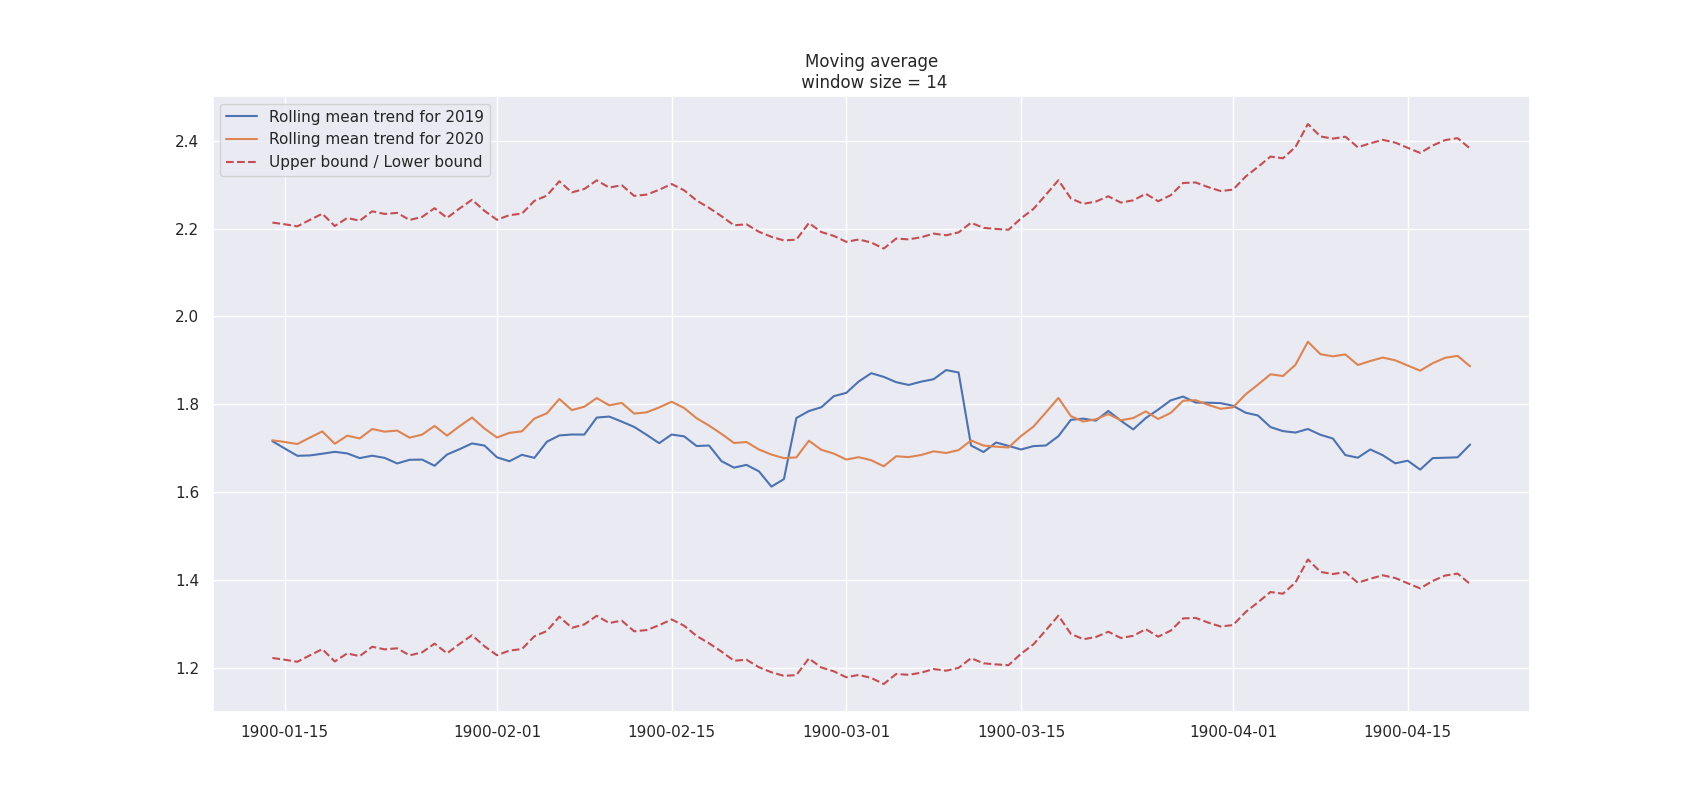 Moving average
window size = 14
Rolling mean trend for 2019
Rolling mean trend for 2020
Upper bound / Lower bound
2.4
2.2
2.0
1.8
1.6
1.4
1.2
1900-01-15
1900-02-01
1900-02-15
1900-03-01
1900-03-15
1900-04-01
1900-04-15